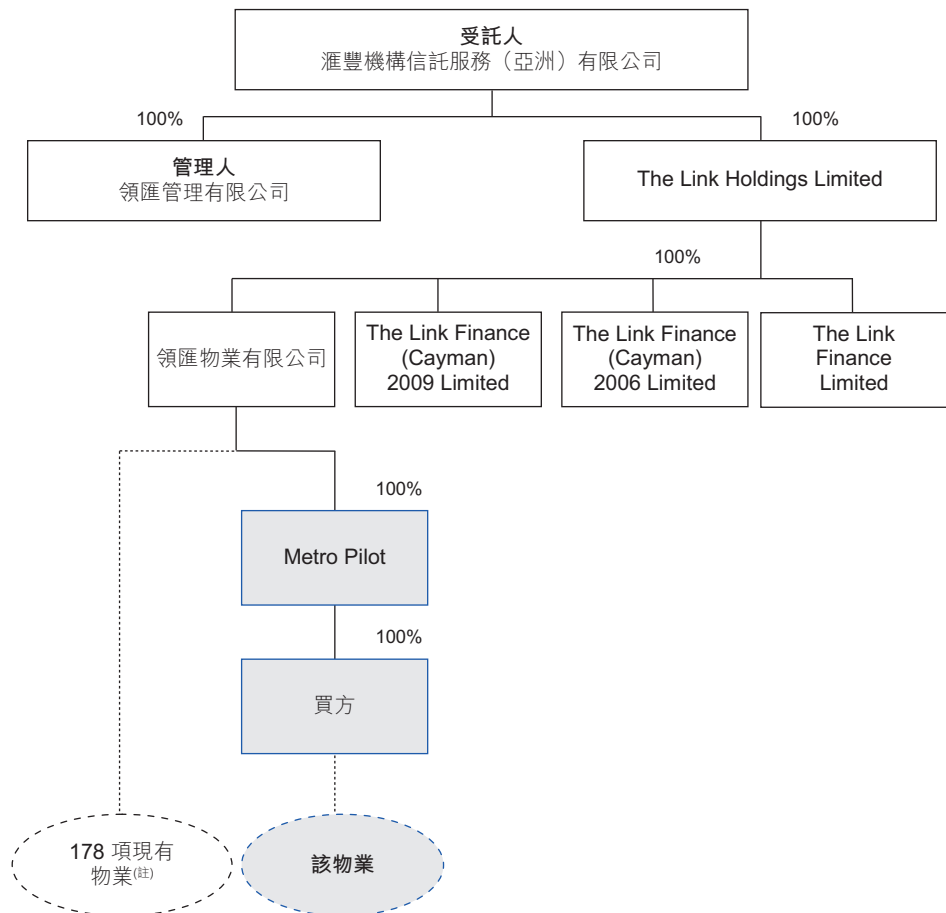 受託人
滙豐機構信託服務（亞洲）有限公司
100%
100%
管理人
領匯管理有限公司
The Link Holdings Limited
100%
領匯物業有限公司
The Link Finance
(Cayman)
2009 Limited
The Link Finance
(Cayman)
2006 Limited
The Link
Finance
Limited
100%
Metro Pilot
100%
買方
178 項現有
物業(註)
該物業